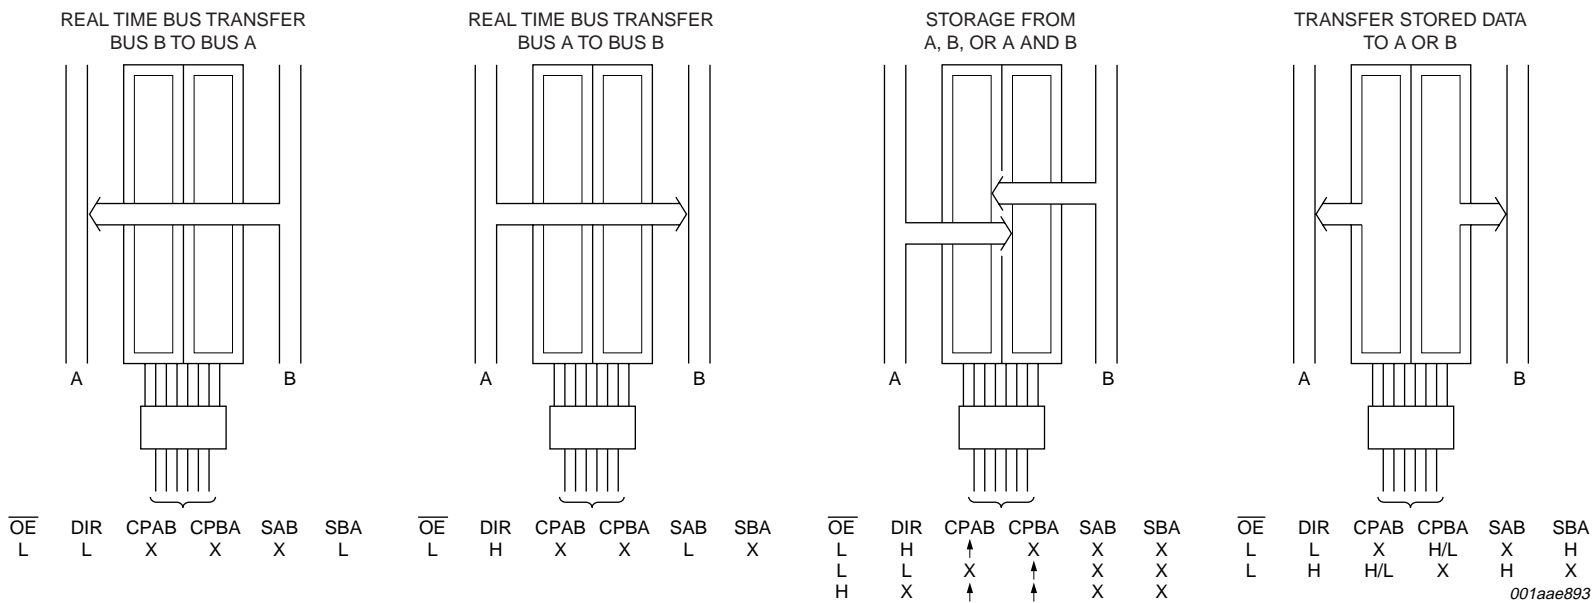 REAL TIME BUS TRANSFER
BUS B TO BUS A
A
B
OE DIR CPAB CPBA SAB SBA
L L X X X L
REAL TIME BUS TRANSFER
BUS A TO BUS B
A
B
OE DIR CPAB CPBA SAB SBA
L H X X L X
STORAGE FROM
A, B, OR A AND B
A
B
OE DIR CPAB CPBA SAB SBA
L H ↑ X X X
L L X ↑ X X
H X ↑ ↑ X X
TRANSFER STORED DATA
TO A OR B
A
B
OE DIR CPAB CPBA SAB SBA
L L X H/L X H
L H H/L X H X
001aae893